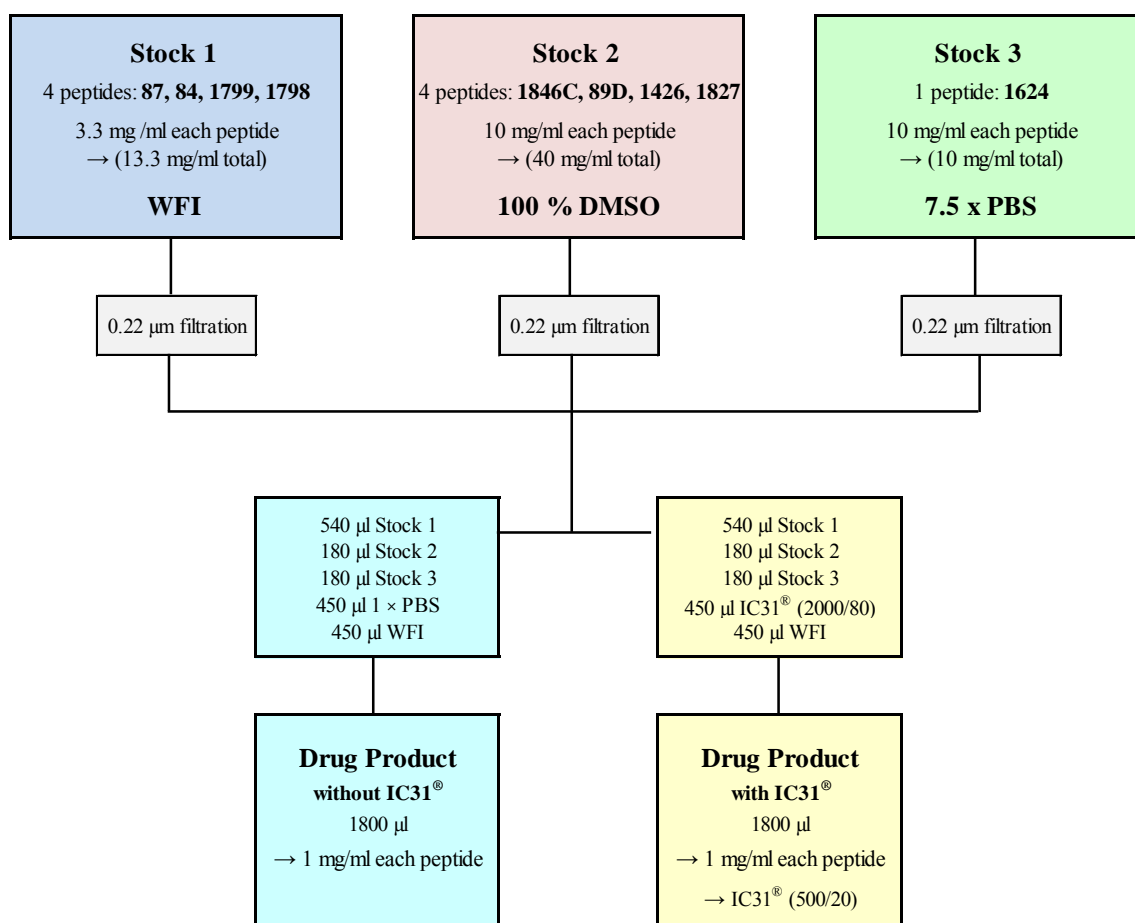 Stock 1
4 peptides: 87, 84, 1799, 1798
3.3 mg /ml each peptide
→ (13.3 mg/ml total)
WFI
Stock 2
4 peptides: 1846C, 89D, 1426, 1827
10 mg/ml each peptide
→ (40 mg/ml total)
100 % DMSO
Stock 3
1 peptide: 1624
10 mg/ml each peptide
→ (10 mg/ml total)
7.5 x PBS
0.22 μm filtration
0.22 μm filtration
0.22 μm filtration
540 μl Stock 1
180 μl Stock 2
180 μl Stock 3
450 μl 1 × PBS
450 μl WFI
540 μl Stock 1
180 μl Stock 2
180 μl Stock 3
450 μl IC31® (2000/80)
450 μl WFI
Drug Product
without IC31®
1800 μl
→ 1 mg/ml each peptide
Drug Product
with IC31®
1800 μl
→ 1 mg/ml each peptide
→ IC31® (500/20)